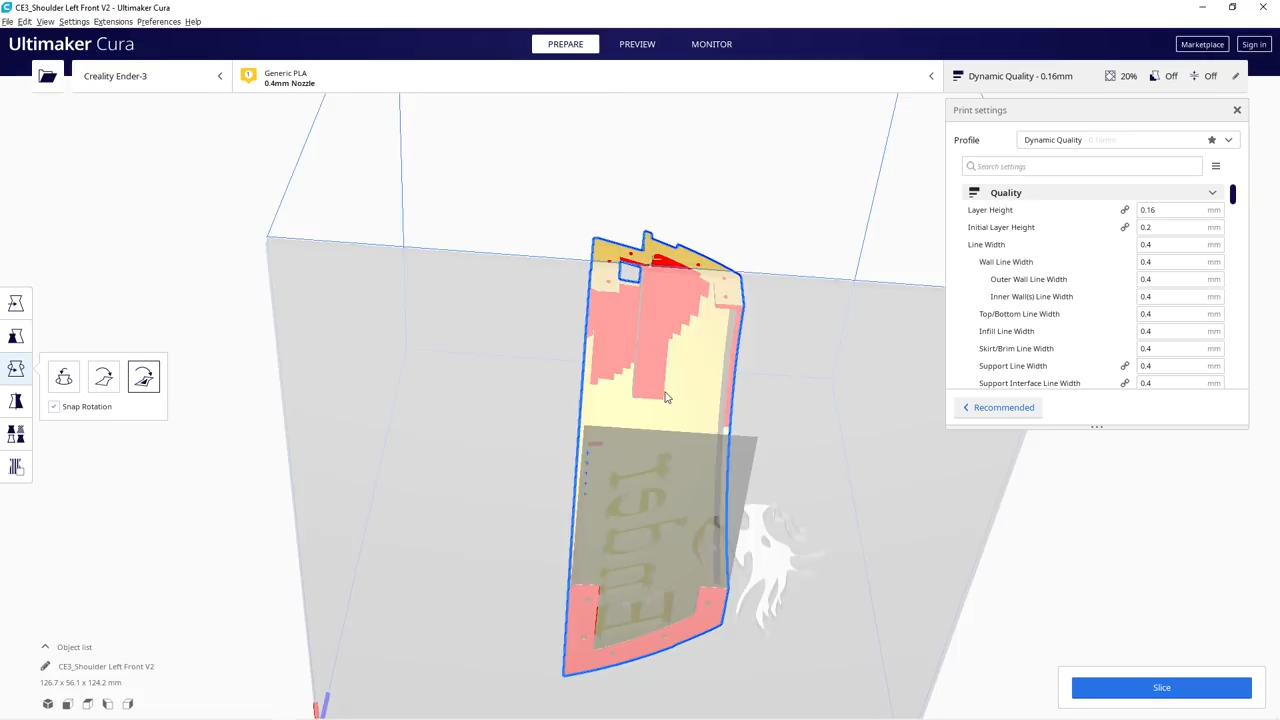 CE3_Shoulder Left Front V2 - Ultimaker Cura
File Edit View Settings Extensions Preferences Help
Ultimaker Cura
PREPARE
PREVIEW
MONITOR
Marketplace
Sign in
Creality Ender-3
1
Generic PLA
0.4mm Nozzle
Dynamic Quality - 0.16mm
20%
Off
Off
Print settings
Profile
Dynamic Quality 0.16mm
Search settings
Quality
Layer Height 0.16 mm
Initial Layer Height 0.2 mm
Line Width 0.4 mm
Wall Line Width 0.4 mm
Outer Wall Line Width 0.4 mm
Inner Wall(s) Line Width 0.4 mm
Top/Bottom Line Width 0.4 mm
Infill Line Width 0.4 mm
Skirt/Brim Line Width 0.4 mm
Support Line Width 0.4 mm
Support Interface Line Width 0.4 mm
Recommended
Snap Rotation
Object list
CE3_Shoulder Left Front V2
126.7 x 56.1 x 124.2 mm
Slice